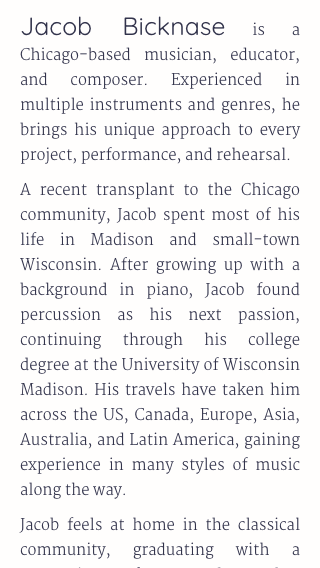 Jacob Bicknase is a
Chicago-based musician, educator,
and composer. Experienced in
multiple instruments and genres, he
brings his unique approach to every
project, performance, and rehearsal.
A recent transplant to the Chicago
community, Jacob spent most of his
life in Madison and small-town
Wisconsin. After growing up with a
background in piano, Jacob found
percussion as his next passion,
continuing through his college
degree at the University of Wisconsin
Madison. His travels have taken him
across the US, Canada, Europe, Asia,
Australia, and Latin America, gaining
experience in many styles of music
along the way.
Jacob feels at home in the classical
community, graduating with a